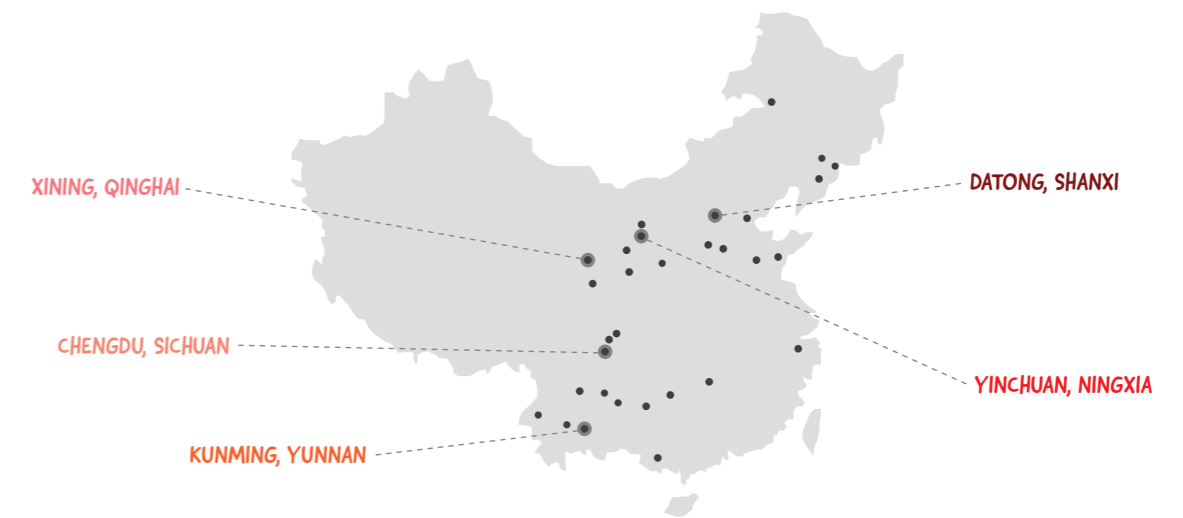 XINING, QINGHAI
DATONG, SHANXI
CHENGDU, SICHUAN
YINCHUAN, NINGXIA
KUNMING, YUNNAN